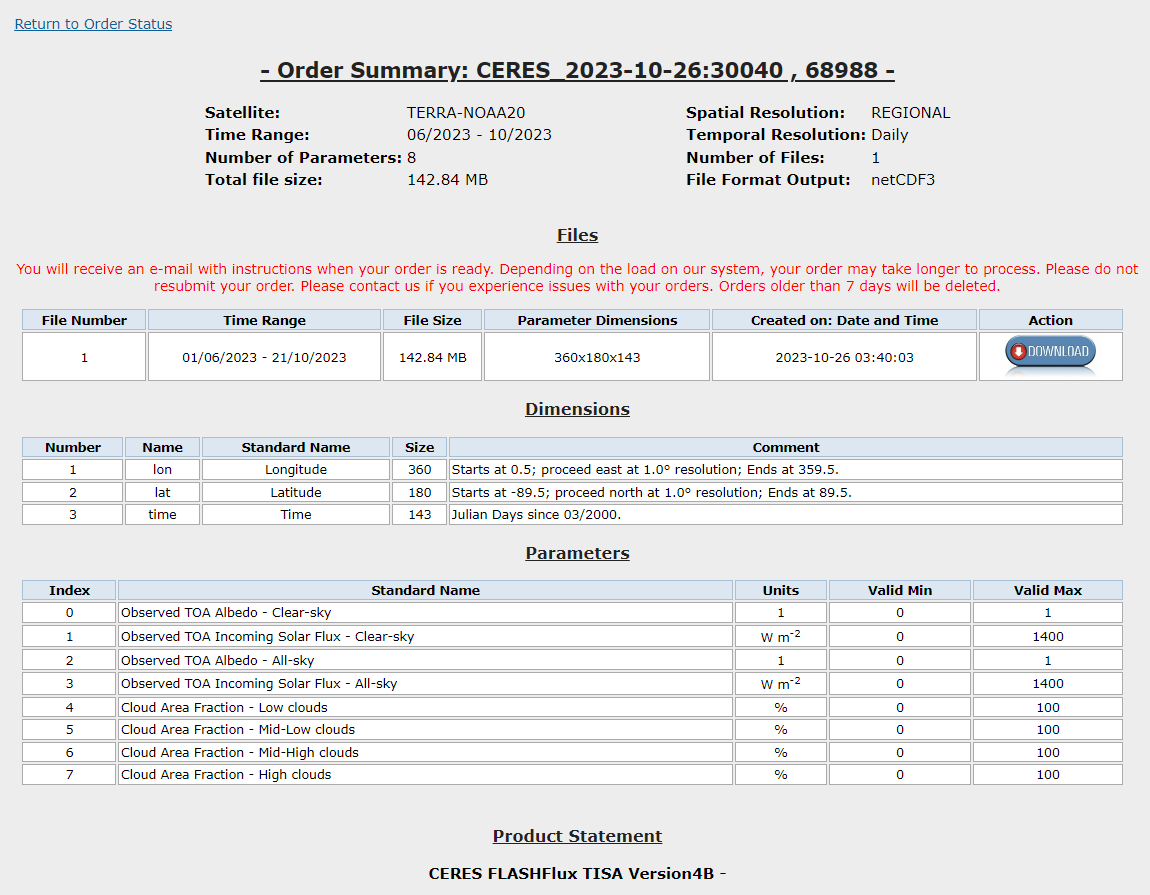 Return to Order Status
- Order Summary: CERES_2023-10-26:30040 , 68988 -
Satellite: TERRA-NOAA20 Spatial Resolution: REGIONAL
Time Range: 06/2023 - 10/2023 Temporal Resolution: Daily
Number of Parameters: 8 Number of Files: 1
Total file size: 142.84 MB File Format Output: netCDF3
Files
You will receive an e-mail with instructions when your order is ready. Depending on the load on our system, your order may take longer to process. Please do not
resubmit your order. Please contact us if you experience issues with your orders. Orders older than 7 days will be deleted.
File Number Time Range File Size Parameter Dimensions Created on: Date and Time Action
1 01/06/2023 - 21/10/2023 142.84 MB 360x180x143 2023-10-26 03:40:03 DOWNLOAD
Dimensions
Number Name Standard Name Size Comment
1 lon Longitude 360 Starts at 0.5; proceed east at 1.0° resolution; Ends at 359.5.
2 lat Latitude 180 Starts at -89.5; proceed north at 1.0° resolution; Ends at 89.5.
3 time Time 143 Julian Days since 03/2000.
Parameters
Index Standard Name Units Valid Min Valid Max
0 Observed TOA Albedo - Clear-sky 1 0 1
1 Observed TOA Incoming Solar Flux - Clear-sky W m⁻² 0 1400
2 Observed TOA Albedo - All-sky 1 0 1
3 Observed TOA Incoming Solar Flux - All-sky W m⁻² 0 1400
4 Cloud Area Fraction - Low clouds % 0 100
5 Cloud Area Fraction - Mid-Low clouds % 0 100
6 Cloud Area Fraction - Mid-High clouds % 0 100
7 Cloud Area Fraction - High clouds % 0 100
Product Statement
CERES FLASHFlux TISA Version4B -